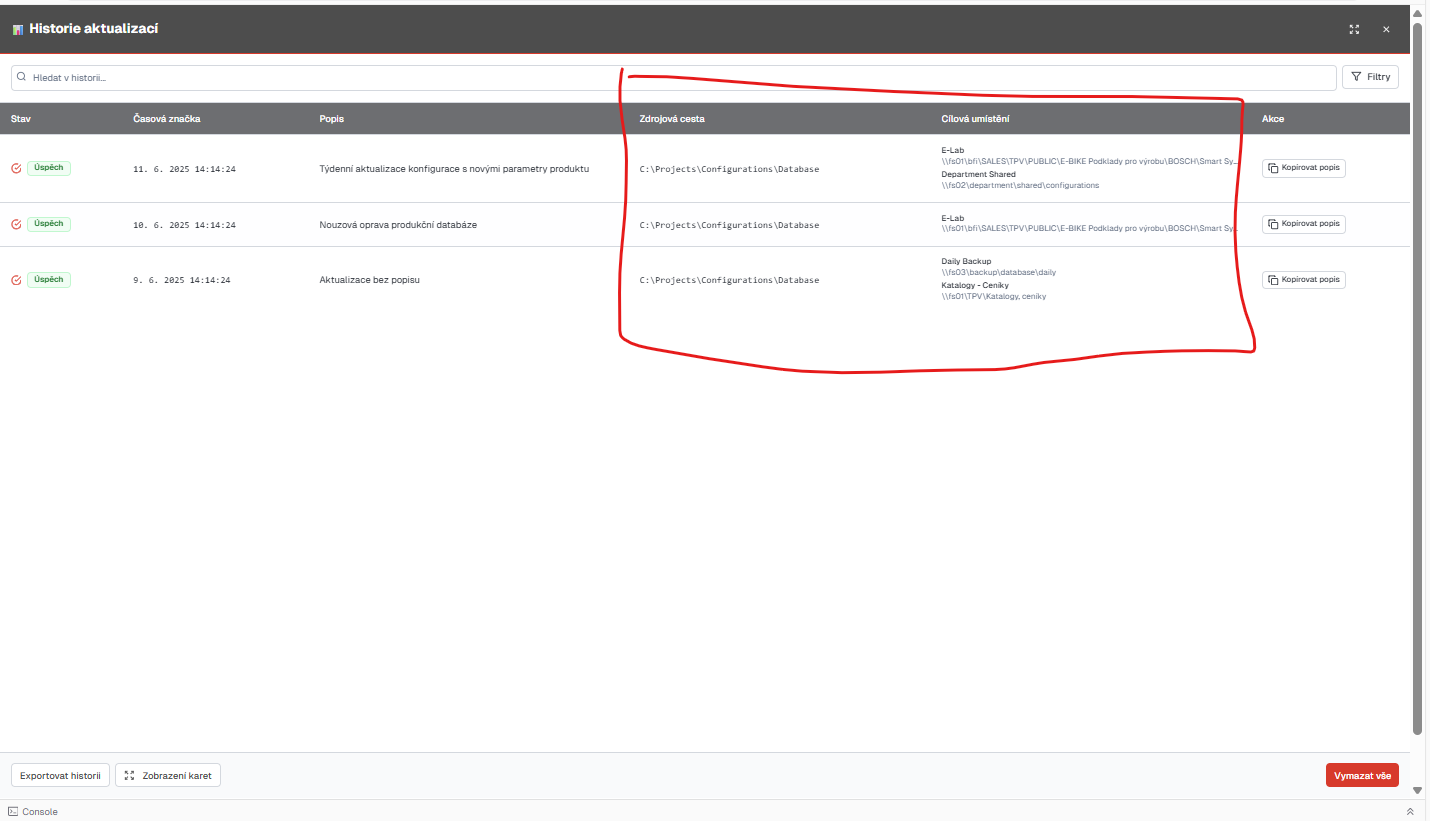 Historie aktualizací
Hledat v historii...
Filtry
Stav Časová značka Popis Zdrojová cesta Cílová umístění Akce
Úspěch 11. 6. 2025 14:14:24 Týdenní aktualizace konfigurace s novými parametry produktu C:\Projects\Configurations\Database
E-Lab
\\fs01\bfi\SALES\TPV\PUBLIC\E-BIKE Podklady pro výrobu\BOSCH\Smart Sy...
Department Shared
\\fs02\department\shared\configurations
Kopírovat popis
Úspěch 10. 6. 2025 14:14:24 Nouzová oprava produkční databáze C:\Projects\Configurations\Database
E-Lab
\\fs01\bfi\SALES\TPV\PUBLIC\E-BIKE Podklady pro výrobu\BOSCH\Smart Sy...
Kopírovat popis
Úspěch 9. 6. 2025 14:14:24 Aktualizace bez popisu C:\Projects\Configurations\Database
Daily Backup
\\fs03\backup\database\daily
Katalogy - Ceníky
\\fs01\TPV\Katalogy, ceníky
Kopírovat popis
Exportovat historii Zobrazení karet Vymazat vše
Console